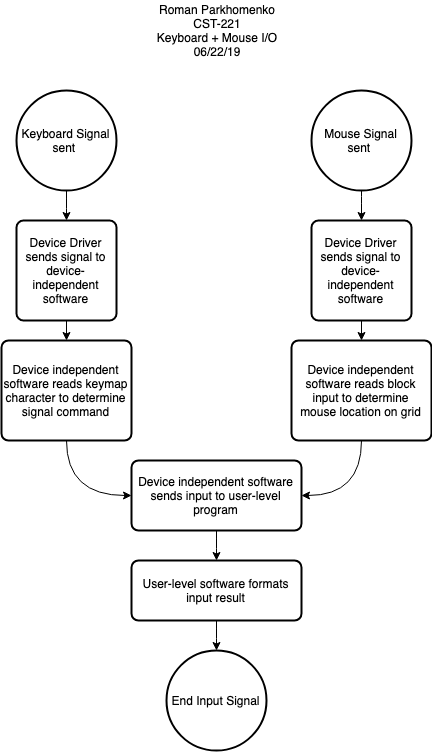 Roman Parkhomenko
CST-221
Keyboard + Mouse I/O
06/22/19
Keyboard Signal
sent
Mouse Signal
sent
Device Driver
sends signal to
device-
independent
software
Device Driver
sends signal to
device-
independent
software
Device independent
software reads keymap
character to determine
signal command
Device independent
software reads block
input to determine
mouse location on grid
Device independent software
sends input to user-level
program
User-level software formats
input result
End Input Signal